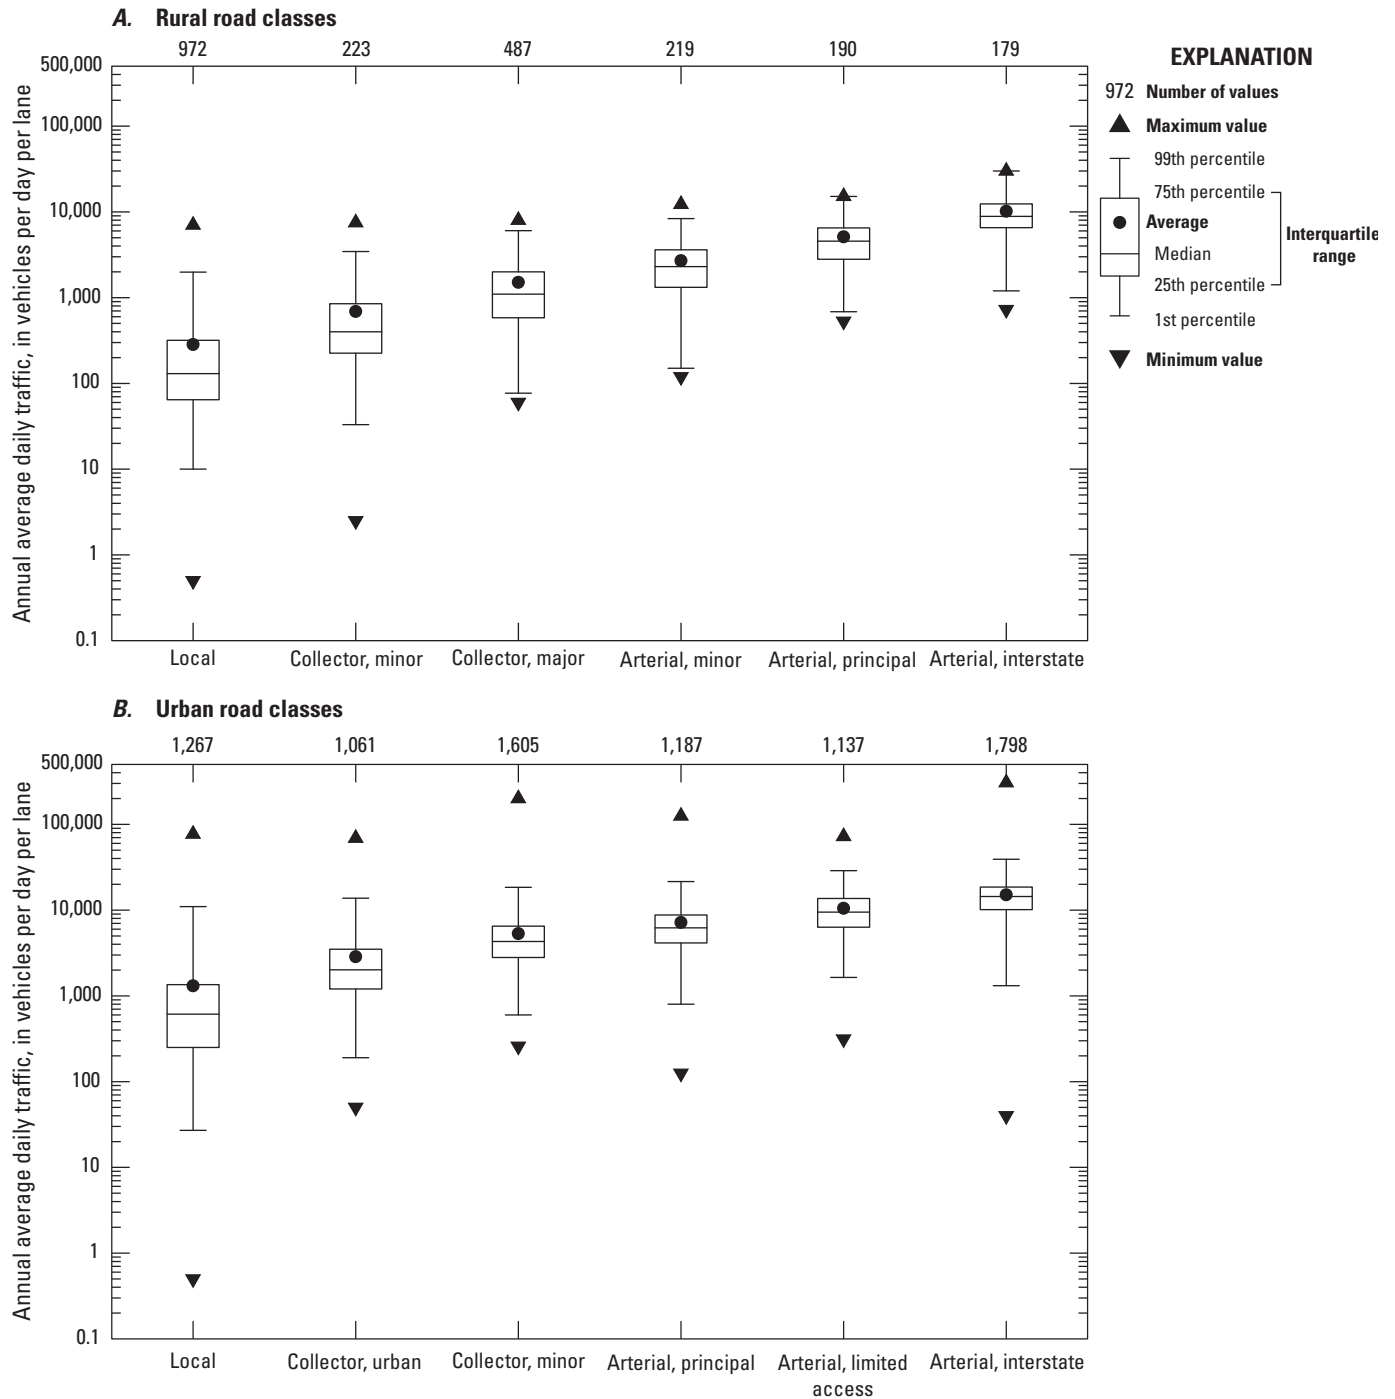 A. Rural road classes
972 223 487 219 190 179
500,000
100,000
10,000
1,000
100
10
1
0.1
Annual average daily traffic, in vehicles per day per lane
Local Collector, minor Collector, major Arterial, minor Arterial, principal Arterial, interstate
EXPLANATION
972 Number of values
Maximum value
99th percentile
75th percentile
Average
Median
25th percentile
1st percentile
Minimum value
Interquartile
range
B. Urban road classes
1,267 1,061 1,605 1,187 1,137 1,798
500,000
100,000
10,000
1,000
100
10
1
0.1
Annual average daily traffic, in vehicles per day per lane
Local Collector, urban Collector, minor Arterial, principal Arterial, limited Arterial, interstate
access